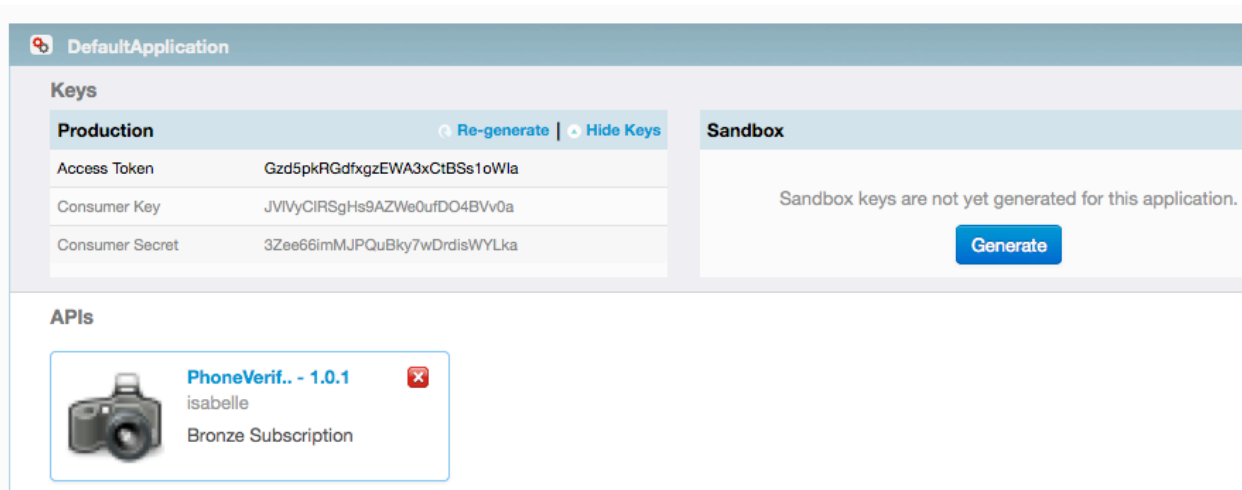 DefaultApplication
Keys
Production Re-generate | Hide Keys
Access Token Gzd5pkRGdfxgzEWA3xCtBSs1oWIa
Consumer Key JVlVyClRSgHs9AZWe0ufDO4BVv0a
Consumer Secret 3Zee66imMJPQuBky7wDrdisWYLka
Sandbox
Sandbox keys are not yet generated for this application.
Generate
APIs
PhoneVerif.. - 1.0.1
isabelle
Bronze Subscription